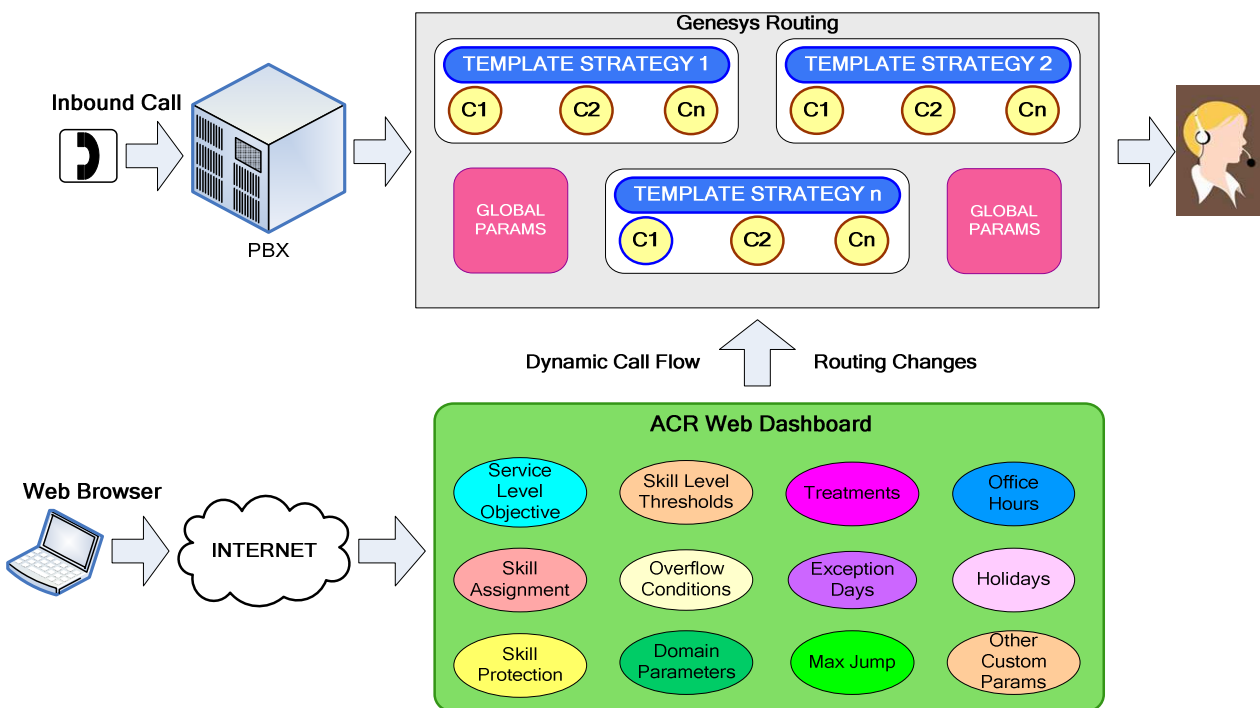 Genesys Routing
TEMPLATE STRATEGY 1
C1 C2 Cn
TEMPLATE STRATEGY 2
C1 C2 Cn
Inbound Call
PBX
GLOBAL
PARAMS
TEMPLATE STRATEGY n
C1 C2 Cn
GLOBAL
PARAMS
Dynamic Call Flow
Routing Changes
ACR Web Dashboard
Web Browser
INTERNET
Service
Level
Objective
Skill Level
Thresholds
Treatments
Office
Hours
Skill
Assignment
Overflow
Conditions
Exception
Days
Holidays
Skill
Protection
Domain
Parameters
Max Jump
Other
Custom
Params